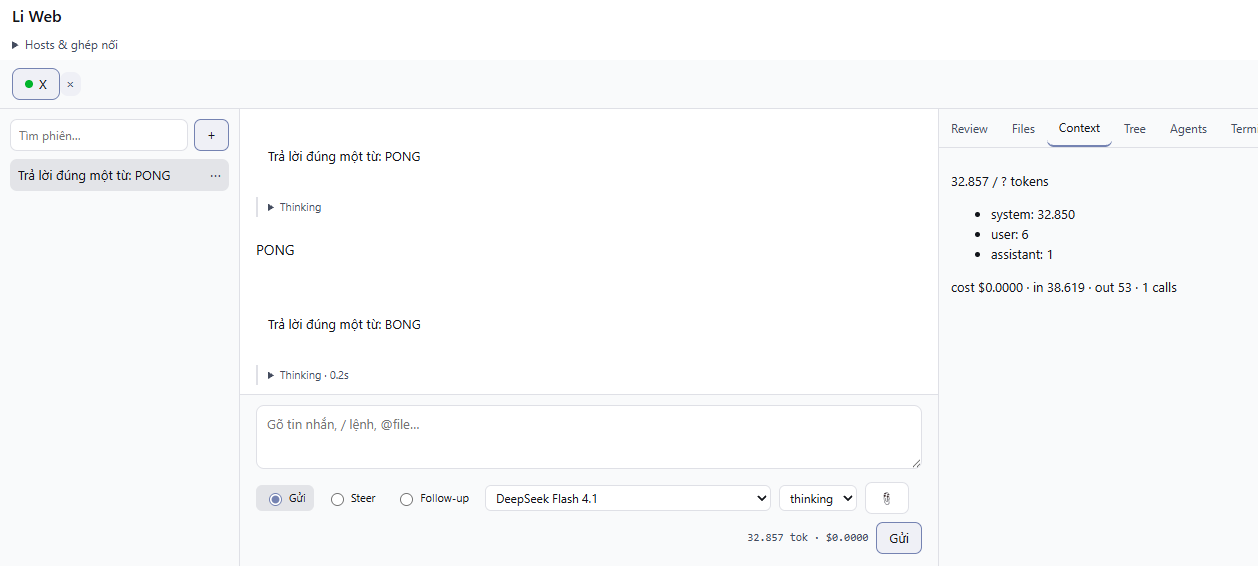 Li Web
▶ Hosts & ghép nối
X ×
Tìm phiên... +
Trả lời đúng một từ: PONG ...
Trả lời đúng một từ: PONG
▶ Thinking
PONG
Trả lời đúng một từ: BONG
▶ Thinking · 0.2s
Gõ tin nhắn, / lệnh, @file...
Gửi Steer Follow-up DeepSeek Flash 4.1 thinking
32.857 tok · $0.0000 Gửi
Review Files Context Tree Agents Term
32.857 / ? tokens
• system: 32.850
• user: 6
• assistant: 1
cost $0.0000 · in 38.619 · out 53 · 1 calls